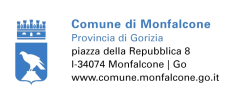 Comune di Monfalcone
Provincia di Gorizia
piazza della Repubblica 8
I-34074 Monfalcone | Go
www.comune.monfalcone.go.it